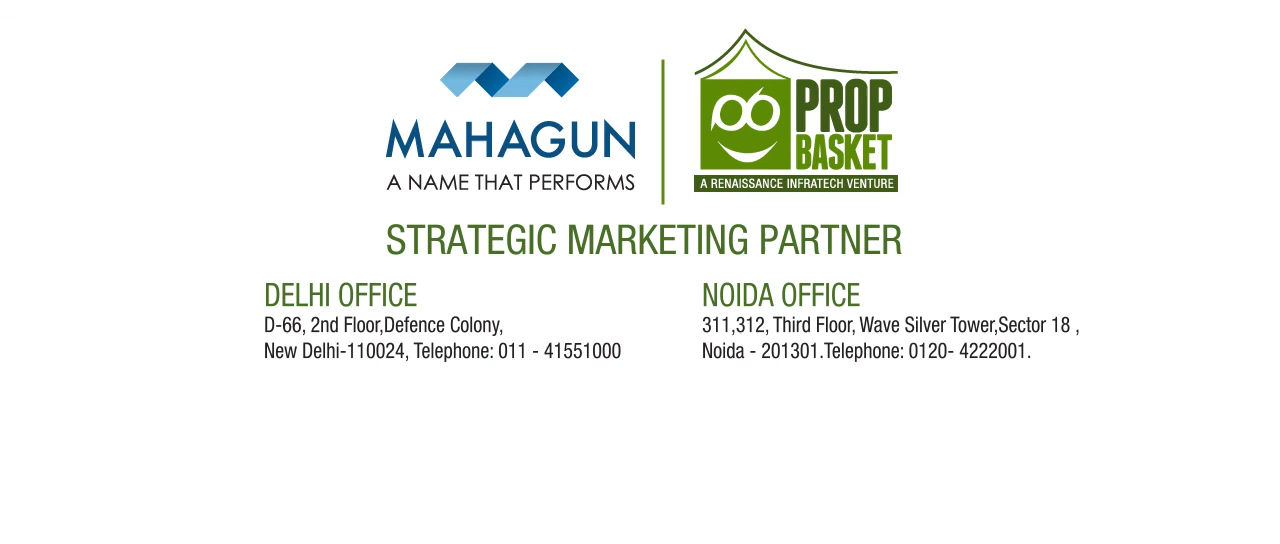 MAHAGUN
A NAME THAT PERFORMS
PROP
BASKET
A RENAISSANCE INFRATECH VENTURE
STRATEGIC MARKETING PARTNER
DELHI OFFICE
D-66, 2nd Floor,Defence Colony,
New Delhi-110024, Telephone: 011 - 41551000
NOIDA OFFICE
311,312, Third Floor, Wave Silver Tower,Sector 18 ,
Noida - 201301.Telephone: 0120- 4222001.